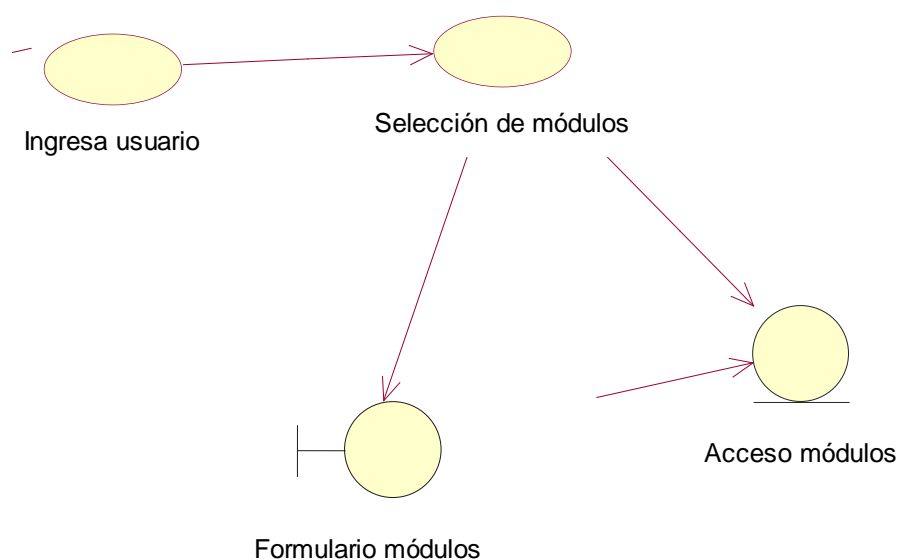 Ingresa usuario
Selección de módulos
Acceso módulos
Formulario módulos